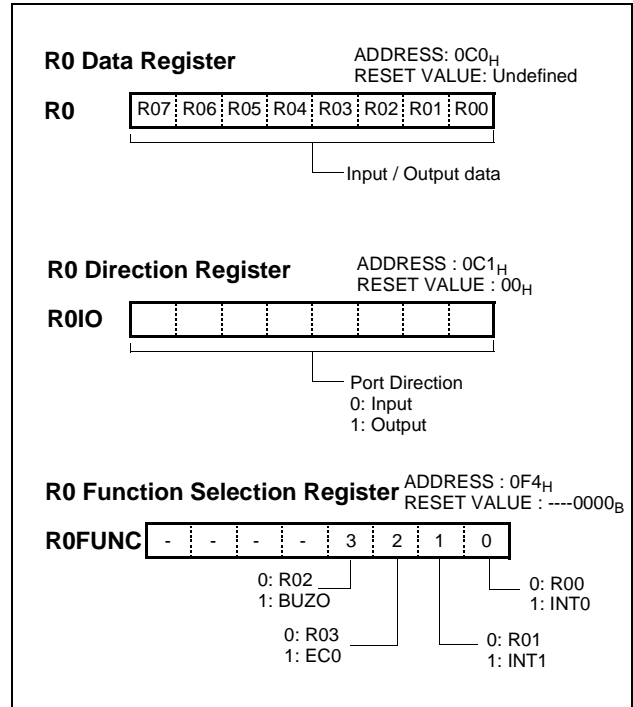 R0 Data Register
ADDRESS: 0C0H
RESET VALUE: Undefined
R0 R07 R06 R05 R04 R03 R02 R01 R00
Input / Output data
R0 Direction Register
ADDRESS : 0C1H
RESET VALUE : 00H
R0IO
Port Direction
0: Input
1: Output
R0 Function Selection Register
ADDRESS : 0F4H
RESET VALUE : ----0000B
R0FUNC - - - - 3 2 1 0
0: R02
1: BUZO
0: R00
1: INT0
0: R03
1: EC0
0: R01
1: INT1